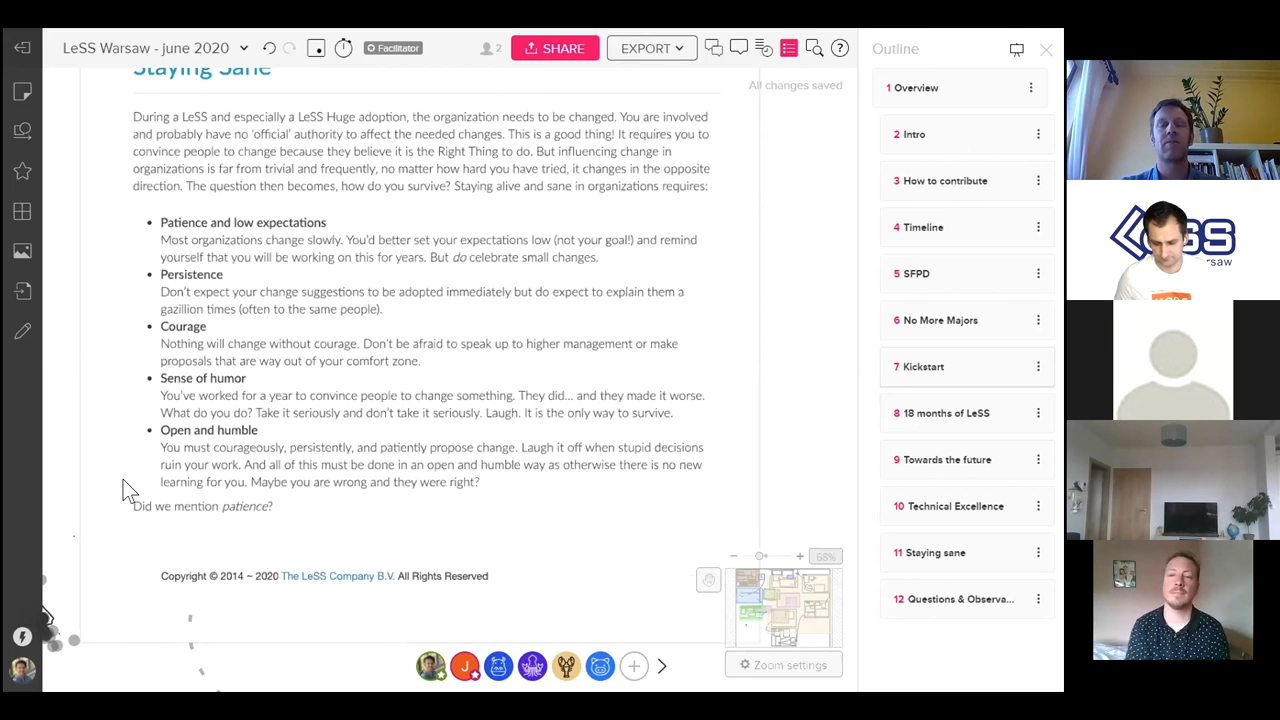 LeSS Warsaw - june 2020
Facilitator
2
SHARE
EXPORT
?
Outline
Staying Sane
All changes saved
During a LeSS and especially a LeSS Huge adoption, the organization needs to be changed. You are involved
and probably have no 'official' authority to affect the needed changes. This is a good thing! It requires you to
convince people to change because they believe it is the Right Thing to do. But influencing change in
organizations is far from trivial and frequently, no matter how hard you have tried, it changes in the opposite
direction. The question then becomes, how do you survive? Staying alive and sane in organizations requires:
• Patience and low expectations
Most organizations change slowly. You'd better set your expectations low (not your goal!) and remind
yourself that you will be working on this for years. But do celebrate small changes.
• Persistence
Don't expect your change suggestions to be adopted immediately but do expect to explain them a
gazillion times (often to the same people).
• Courage
Nothing will change without courage. Don't be afraid to speak up to higher management or make
proposals that are way out of your comfort zone.
• Sense of humor
You've worked for a year to convince people to change something. They did... and they made it worse.
What do you do? Take it seriously and don't take it seriously. Laugh. It is the only way to survive.
• Open and humble
You must courageously, persistently, and patiently propose change. Laugh it off when stupid decisions
ruin your work. And all of this must be done in an open and humble way as otherwise there is no new
learning for you. Maybe you are wrong and they were right?
Did we mention patience?
Copyright © 2014 ~ 2020 The LeSS Company B.V. All Rights Reserved
68%
Zoom settings
J
1 Overview
2 Intro
3 How to contribute
4 Timeline
5 SFPD
6 No More Majors
7 Kickstart
8 18 months of LeSS
9 Towards the future
10 Technical Excellence
11 Staying sane
12 Questions & Observa...